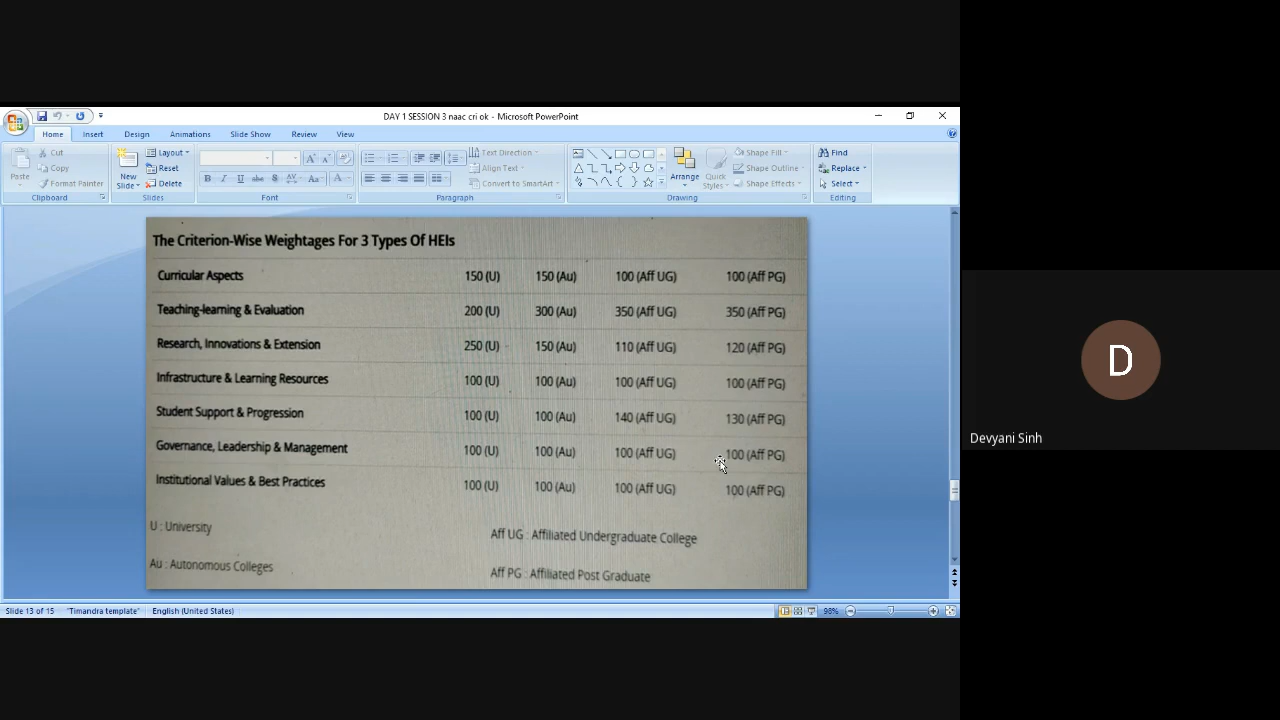 DAY 1 SESSION 3 naac cri ok - Microsoft PowerPoint
Home Insert Design Animations Slide Show Review View
Cut Layout Text Direction Shape Fill Find
Paste Copy New Slide Reset Align Text Arrange Quick Styles Shape Outline Replace
Format Painter Delete Convert to SmartArt Shape Effects Select
Clipboard Slides Font Paragraph Drawing Editing
The Criterion-Wise Weightages For 3 Types Of HEIs
Curricular Aspects 150 (U) 150 (Au) 100 (Aff UG) 100 (Aff PG)
Teaching-learning & Evaluation 200 (U) 300 (Au) 350 (Aff UG) 350 (Aff PG)
Research, Innovations & Extension 250 (U) 150 (Au) 110 (Aff UG) 120 (Aff PG)
Infrastructure & Learning Resources 100 (U) 100 (Au) 100 (Aff UG) 100 (Aff PG)
Student Support & Progression 100 (U) 100 (Au) 140 (Aff UG) 130 (Aff PG)
Governance, Leadership & Management 100 (U) 100 (Au) 100 (Aff UG) 100 (Aff PG)
Institutional Values & Best Practices 100 (U) 100 (Au) 100 (Aff UG) 100 (Aff PG)
U : University Aff UG : Affiliated Undergraduate College
Au : Autonomous Colleges Aff PG : Affiliated Post Graduate
Slide 13 of 15 "Timandra template" English (United States) 98%
D
Devyani Sinh